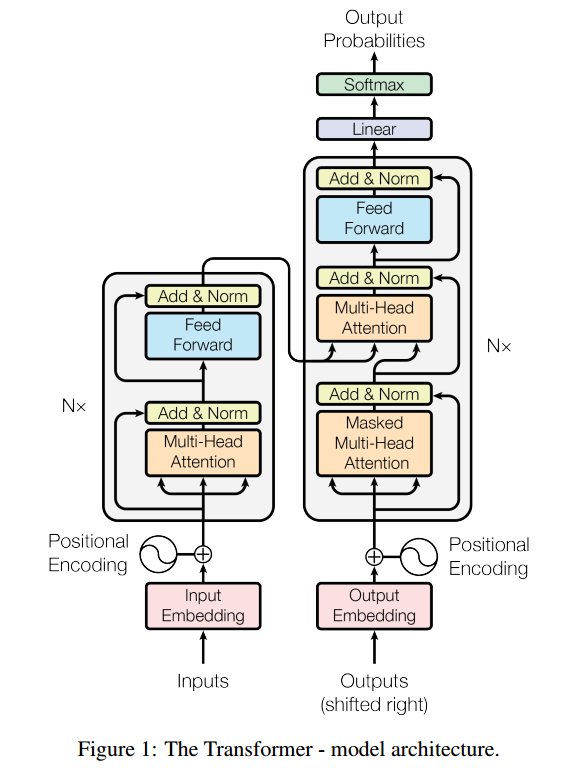 Output
Probabilities
Softmax
Linear
Add & Norm
Feed
Forward
Add & Norm
Multi-Head
Attention
Add & Norm
Masked
Multi-Head
Attention
N×
Add & Norm
Feed
Forward
Add & Norm
Multi-Head
Attention
N×
Positional
Encoding
Positional
Encoding
Input
Embedding
Output
Embedding
Inputs
Outputs
(shifted right)
Figure 1: The Transformer - model architecture.